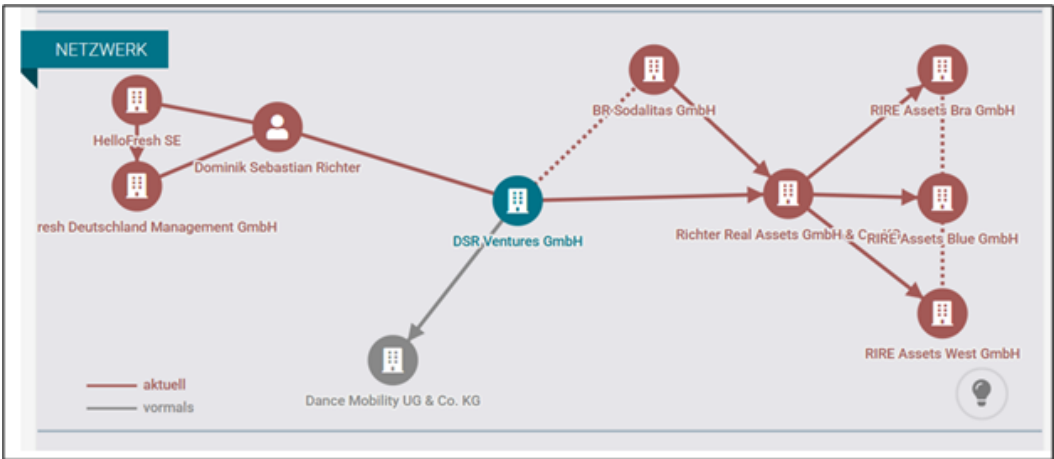 NETZWERK
BR Sodalitas GmbH
RIRE Assets Bra GmbH
HelloFresh SE
Dominik Sebastian Richter
resh Deutschland Management GmbH
DSR Ventures GmbH
Richter Real Assets GmbH &
RIRE Assets Blue GmbH
RIRE Assets West GmbH
Dance Mobility UG & Co. KG
aktuell
vormals